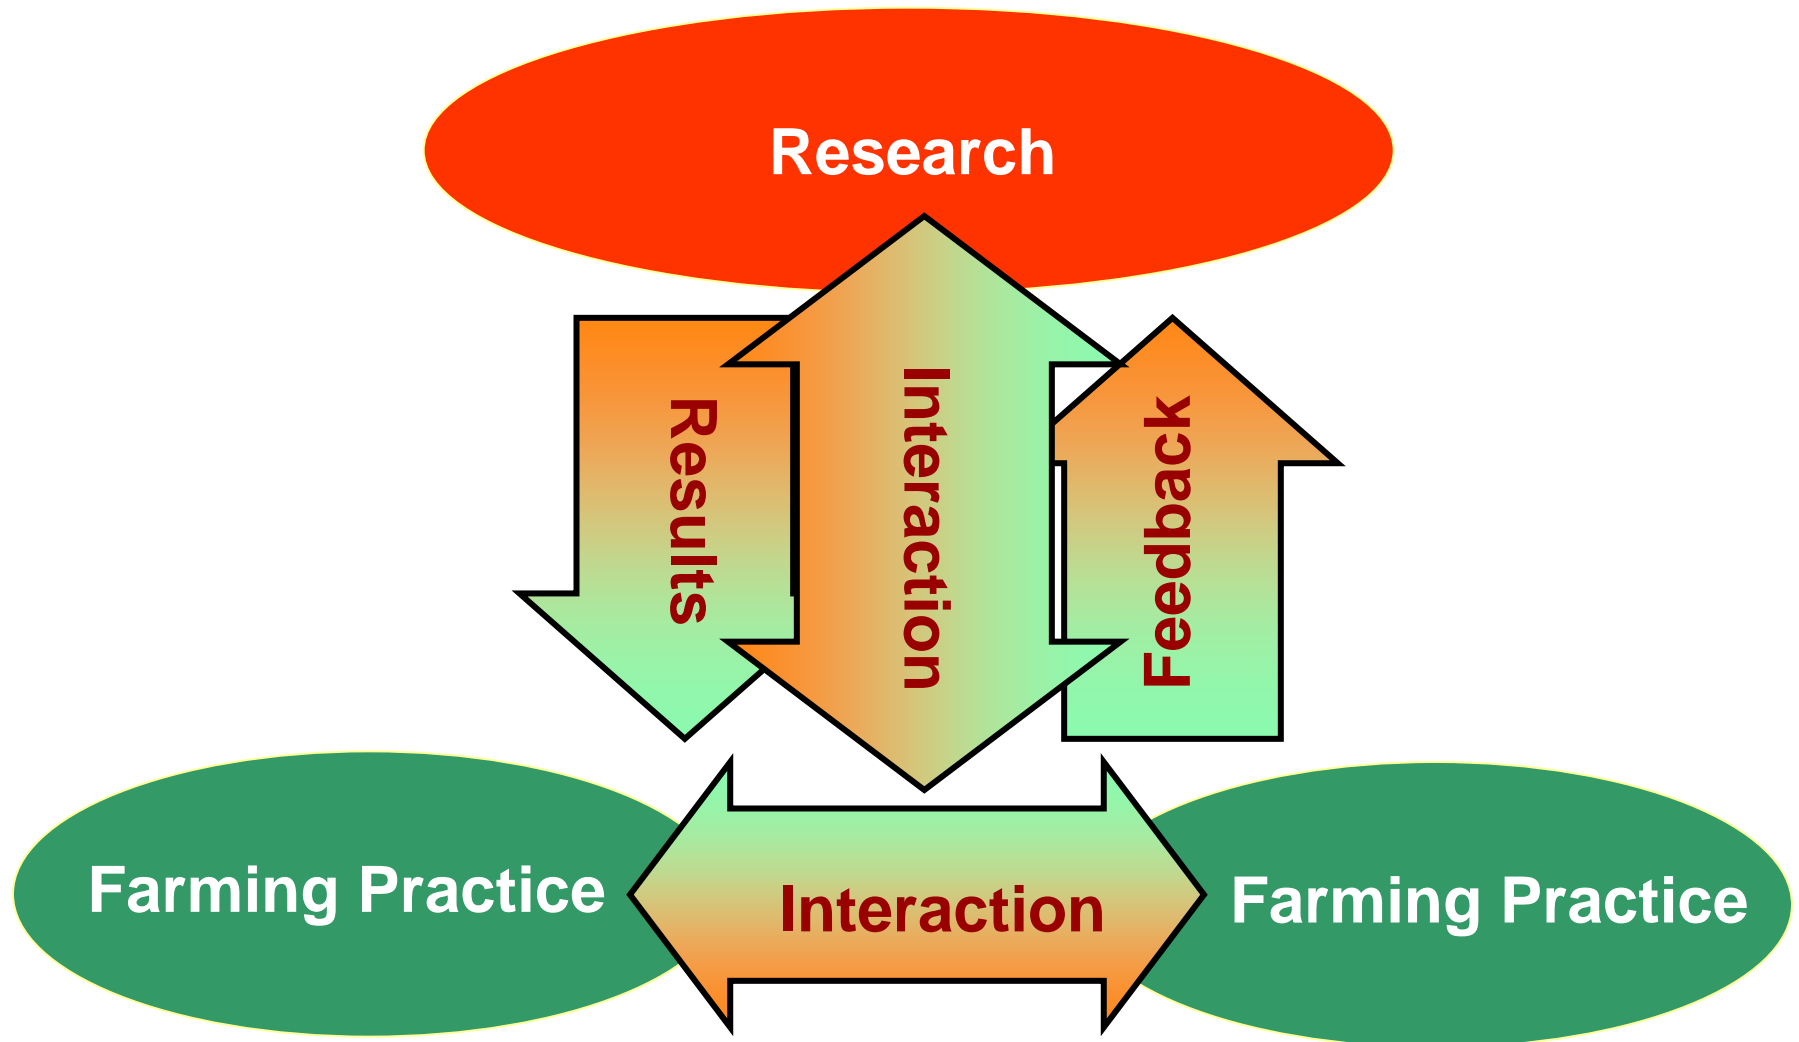 Research
Results
Interaction
Feedback
Farming Practice
Interaction
Farming Practice